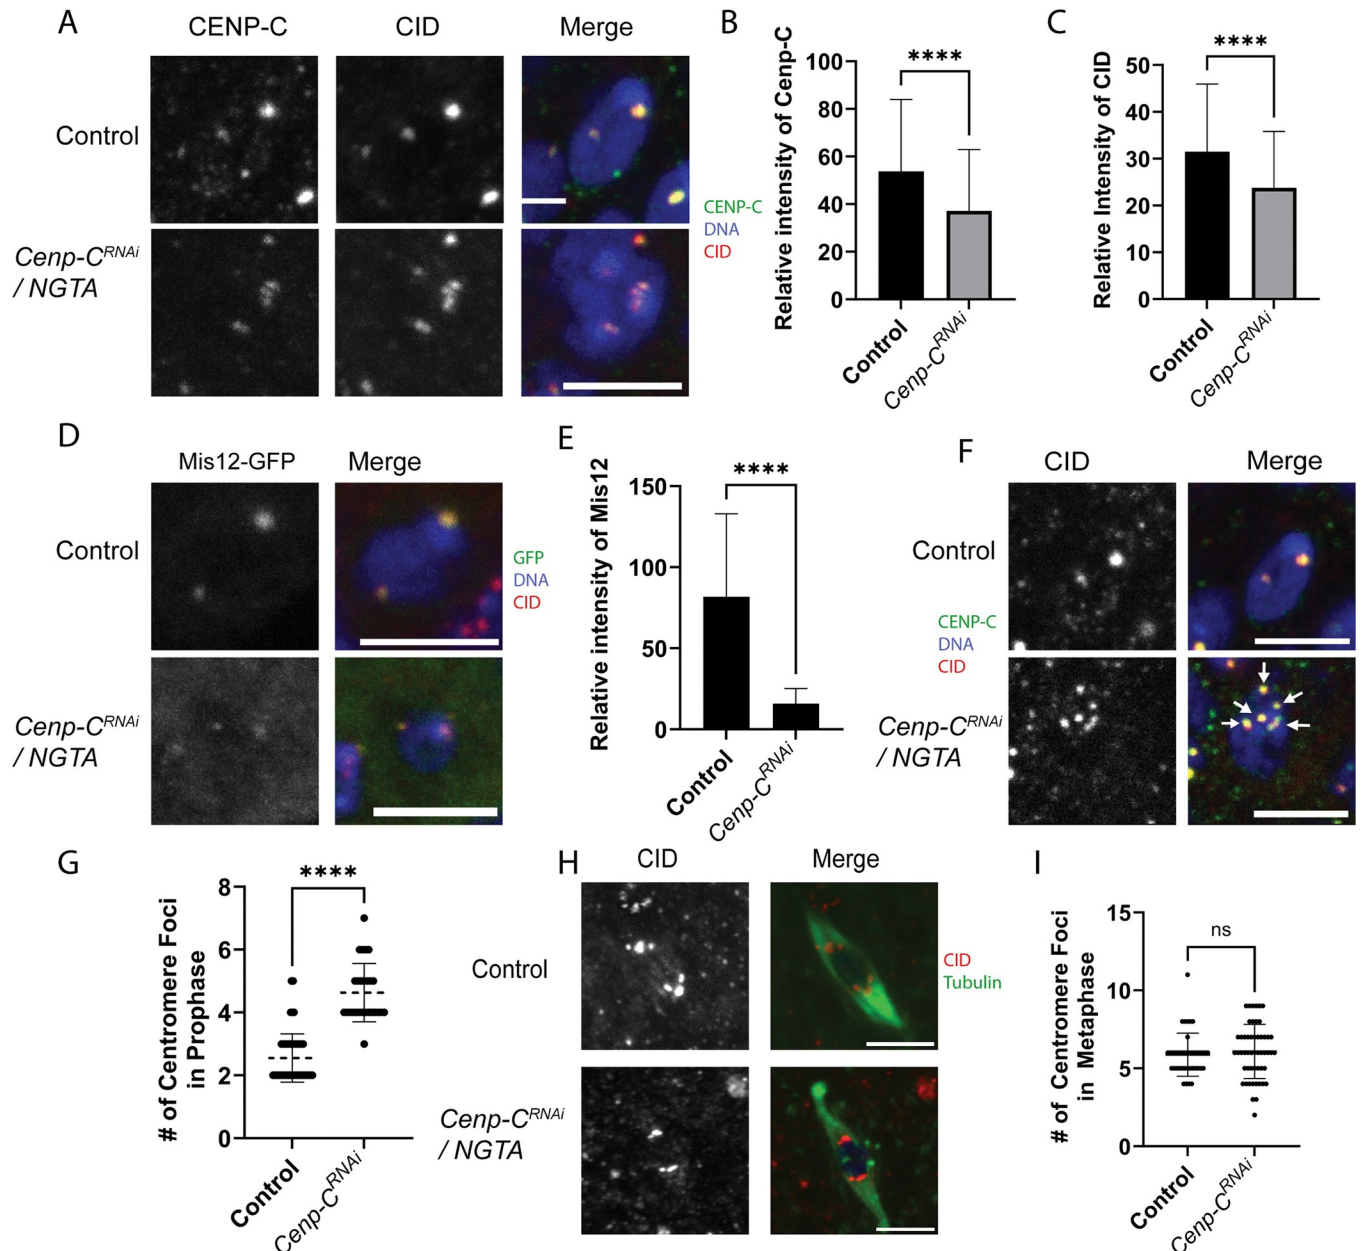 A
CENP-C
CID
Merge
Control
Cenp-C^RNAi
/ NGTA
CENP-C
DNA
CID
B
Relative intensity of Cenp-C
100
80
60
40
20
0
****
Control
Cenp-C^RNAi
C
Relative Intensity of CID
50
40
30
20
10
0
****
Control
Cenp-C^RNAi
D
Mis12-GFP
Merge
Control
Cenp-C^RNAi
/ NGTA
GFP
DNA
CID
E
Relative intensity of Mis12
150
100
50
0
****
Control
Cenp-C^RNAi
F
CID
Merge
Control
CENP-C
DNA
CID
Cenp-C^RNAi
/ NGTA
G
# of Centromere Foci
in Prophase
8
6
4
2
0
****
Control
Cenp-C^RNAi
H
CID
Merge
Control
CID
Tubulin
Cenp-C^RNAi
/ NGTA
I
# of Centromere Foci
in Metaphase
15
10
5
0
ns
Control
Cenp-C^RNAi